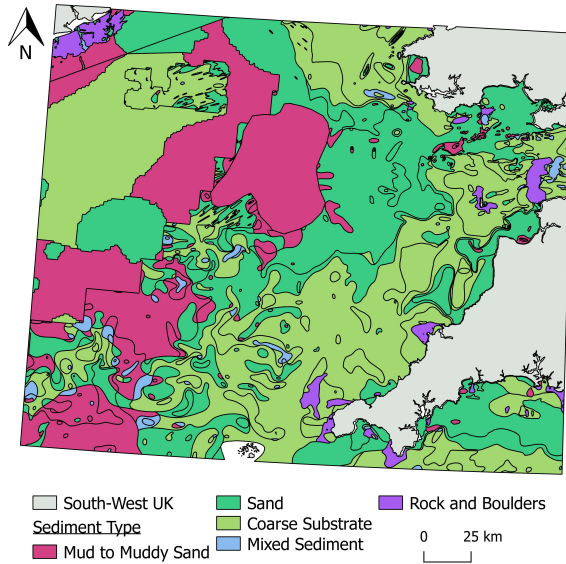 N
South-West UK
Sediment Type
Mud to Muddy Sand
Sand
Coarse Substrate
Mixed Sediment
Rock and Boulders
0 25 km